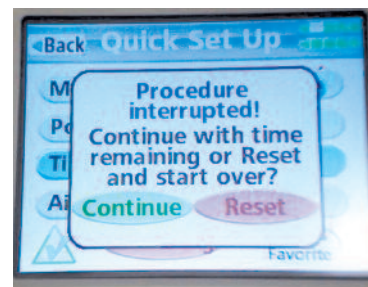 Back Quick Set Up
Procedure
interrupted!
Continue with time
remaining or Reset
and start over?
Continue Reset
Favorite